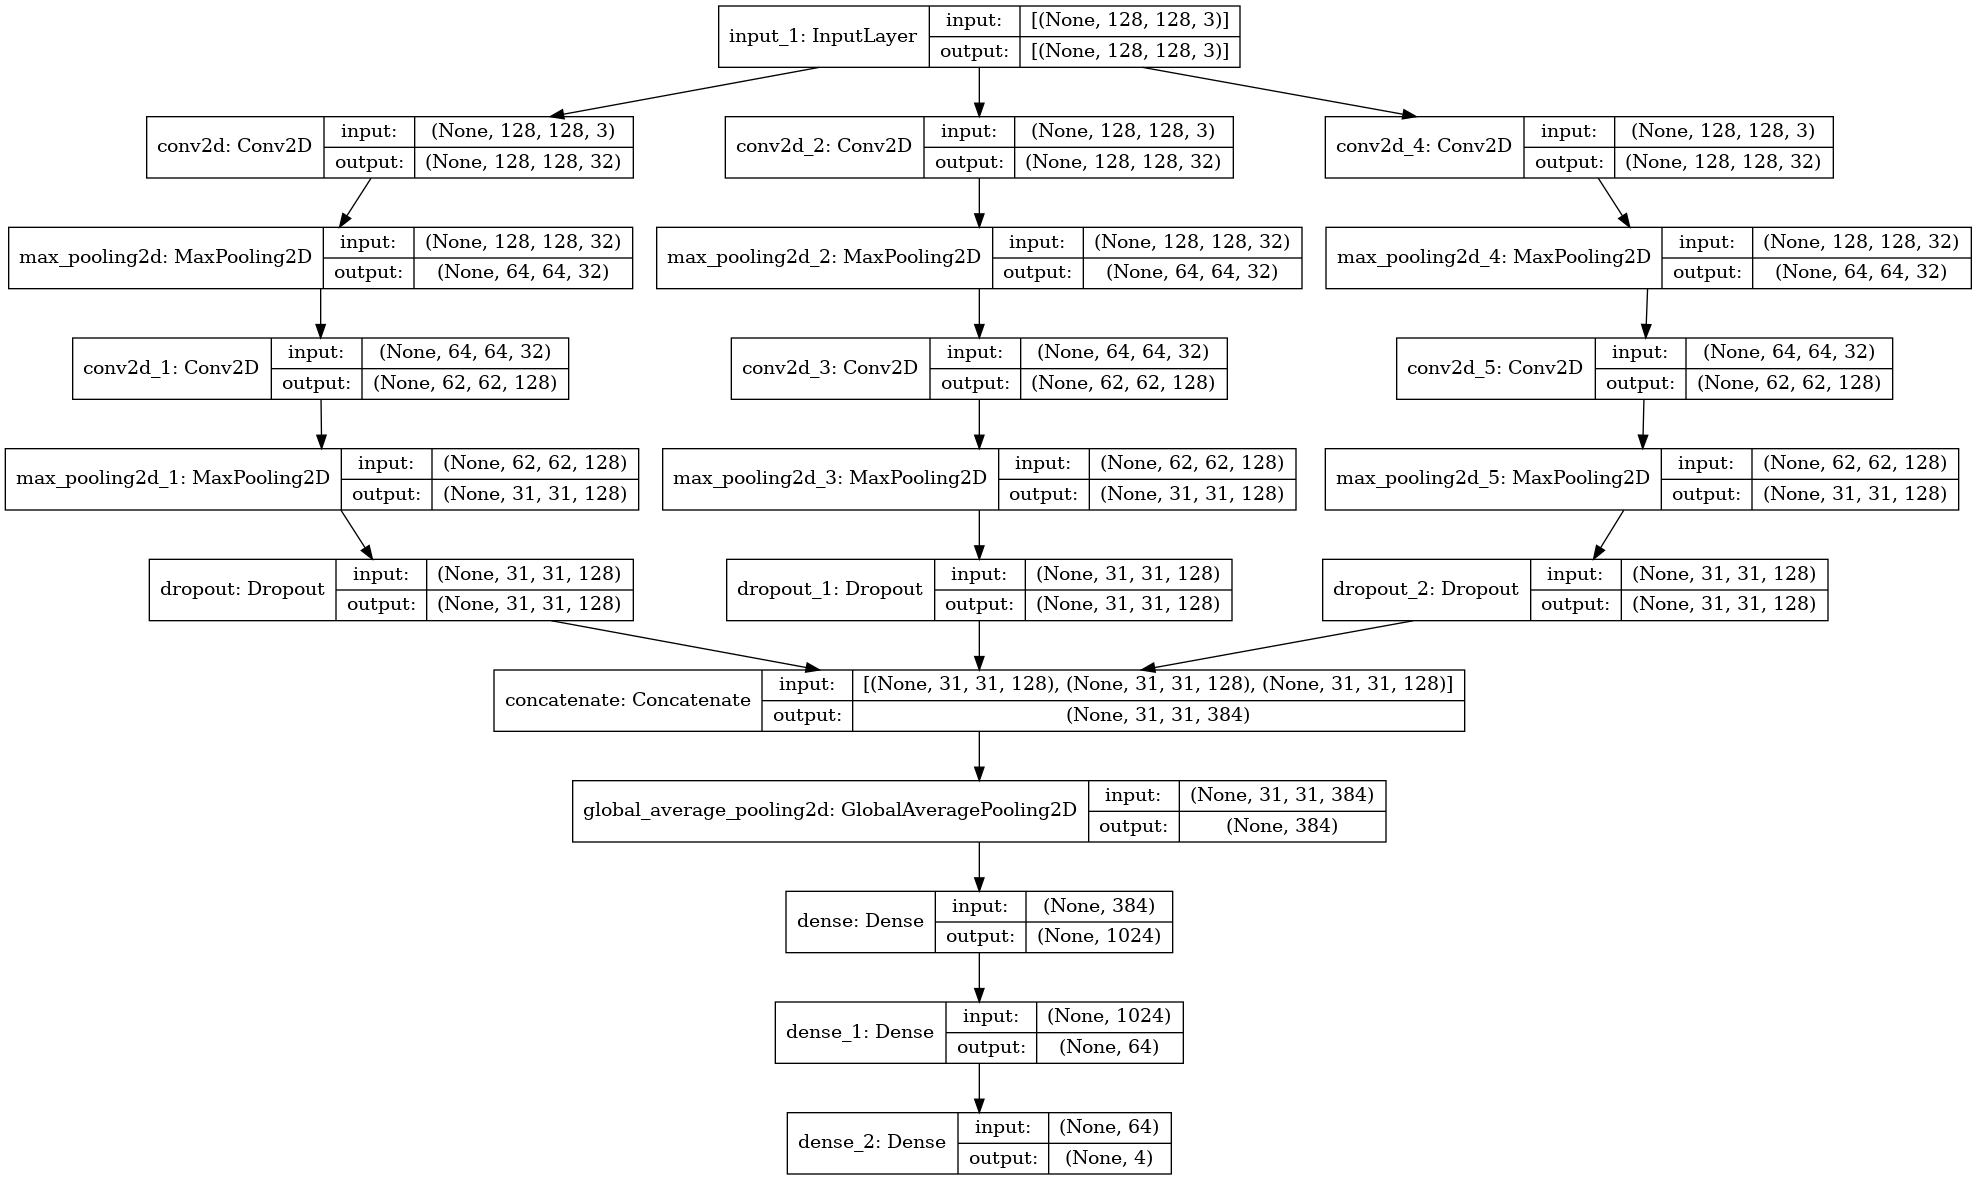 input_1: InputLayer
input: [(None, 128, 128, 3)]
output: [(None, 128, 128, 3)]
conv2d: Conv2D
input: (None, 128, 128, 3)
output: (None, 128, 128, 32)
conv2d_2: Conv2D
input: (None, 128, 128, 3)
output: (None, 128, 128, 32)
conv2d_4: Conv2D
input: (None, 128, 128, 3)
output: (None, 128, 128, 32)
max_pooling2d: MaxPooling2D
input: (None, 128, 128, 32)
output: (None, 64, 64, 32)
max_pooling2d_2: MaxPooling2D
input: (None, 128, 128, 32)
output: (None, 64, 64, 32)
max_pooling2d_4: MaxPooling2D
input: (None, 128, 128, 32)
output: (None, 64, 64, 32)
conv2d_1: Conv2D
input: (None, 64, 64, 32)
output: (None, 62, 62, 128)
conv2d_3: Conv2D
input: (None, 64, 64, 32)
output: (None, 62, 62, 128)
conv2d_5: Conv2D
input: (None, 64, 64, 32)
output: (None, 62, 62, 128)
max_pooling2d_1: MaxPooling2D
input: (None, 62, 62, 128)
output: (None, 31, 31, 128)
max_pooling2d_3: MaxPooling2D
input: (None, 62, 62, 128)
output: (None, 31, 31, 128)
max_pooling2d_5: MaxPooling2D
input: (None, 62, 62, 128)
output: (None, 31, 31, 128)
dropout: Dropout
input: (None, 31, 31, 128)
output: (None, 31, 31, 128)
dropout_1: Dropout
input: (None, 31, 31, 128)
output: (None, 31, 31, 128)
dropout_2: Dropout
input: (None, 31, 31, 128)
output: (None, 31, 31, 128)
concatenate: Concatenate
input: [(None, 31, 31, 128), (None, 31, 31, 128), (None, 31, 31, 128)]
output: (None, 31, 31, 384)
global_average_pooling2d: GlobalAveragePooling2D
input: (None, 31, 31, 384)
output: (None, 384)
dense: Dense
input: (None, 384)
output: (None, 1024)
dense_1: Dense
input: (None, 1024)
output: (None, 64)
dense_2: Dense
input: (None, 64)
output: (None, 4)